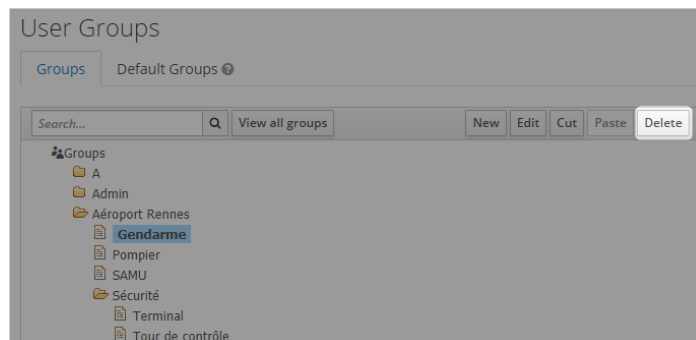 User Groups
Groups Default Groups
Search... View all groups New Edit Cut Paste Delete
Groups
A
Admin
Aéroport Rennes
Gendarme
Pompier
SAMU
Sécurité
Terminal
Tour de contrôle